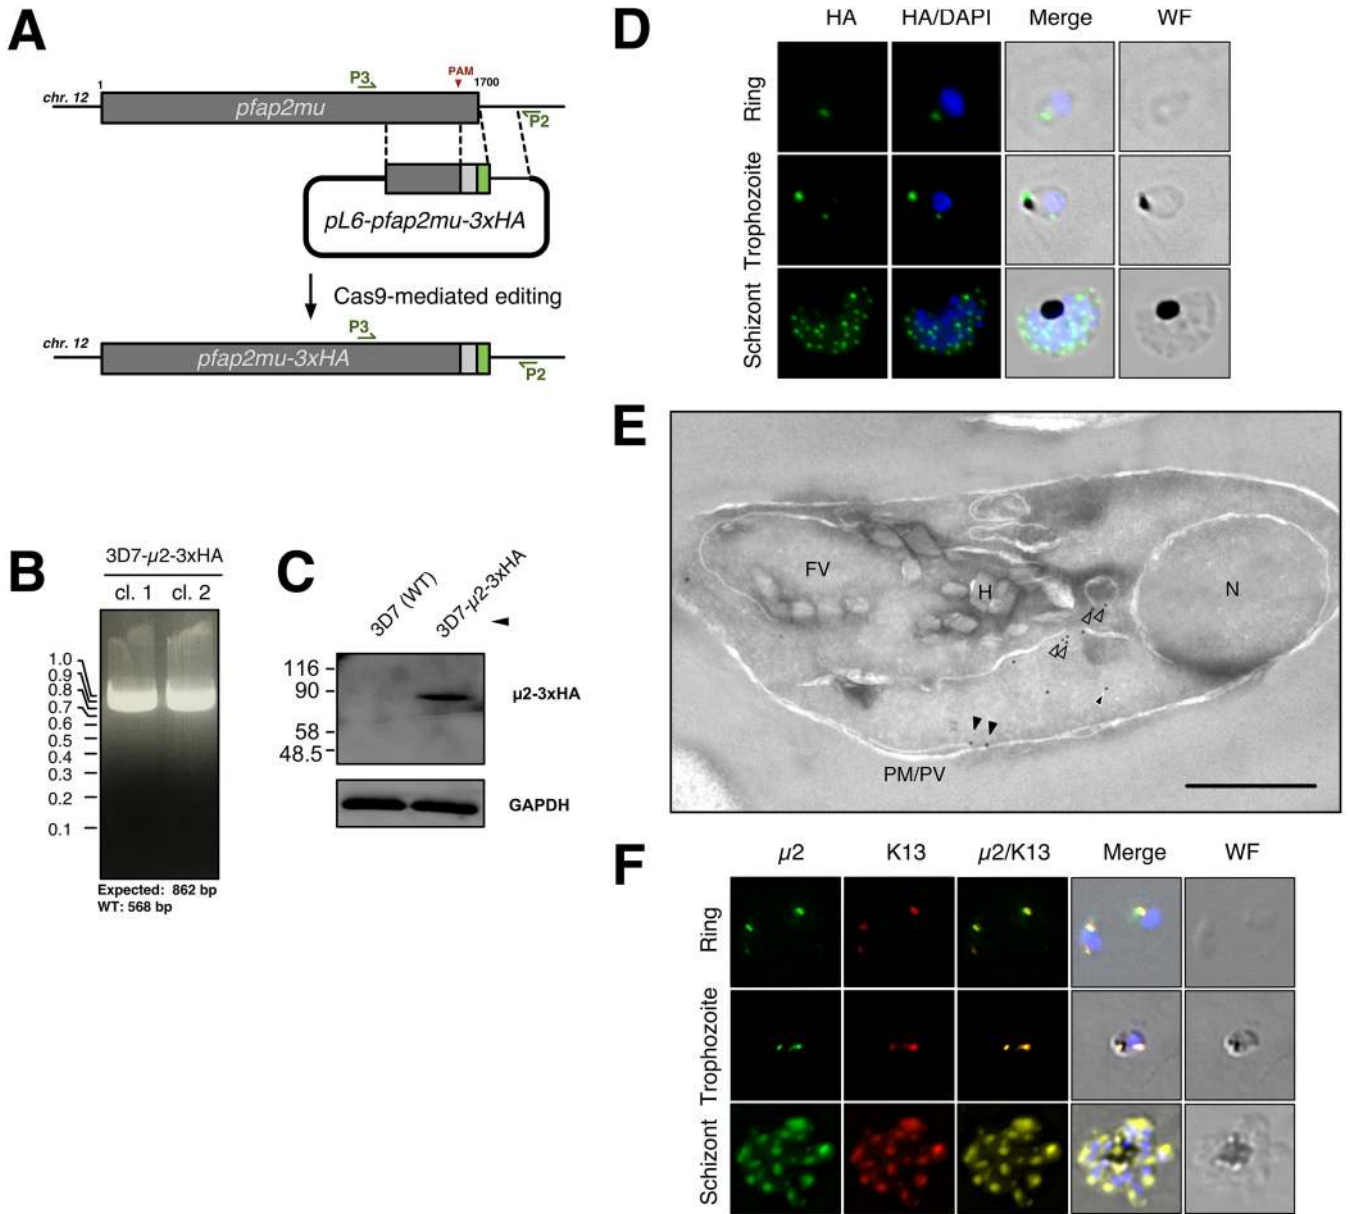 A
chr. 12
1
P3
PAM
1700
pfap2mu
P2
pL6-pfap2mu-3xHA
Cas9-mediated editing
chr. 12
P3
pfap2mu-3xHA
P2
B
3D7-µ2-3xHA
cl. 1 cl. 2
1.0
0.9
0.8
0.7
0.6
0.5
0.4
0.3
0.2
0.1
Expected: 862 bp
WT: 568 bp
C
3D7 (WT)
3D7-µ2-3xHA
116
90
58
48.5
µ2-3xHA
GAPDH
D
HA HA/DAPI Merge WF
Ring
Trophozoite
Schizont
E
FV
H
N
PM/PV
F
µ2 K13 µ2/K13 Merge WF
Ring
Trophozoite
Schizont